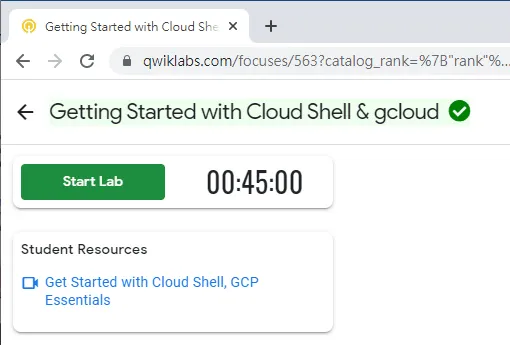 Getting Started with Cloud She
qwiklabs.com/focuses/563?catalog_rank=%7B"rank"%...
Getting Started with Cloud Shell & gcloud
Start Lab
00:45:00
Student Resources
Get Started with Cloud Shell, GCP
Essentials